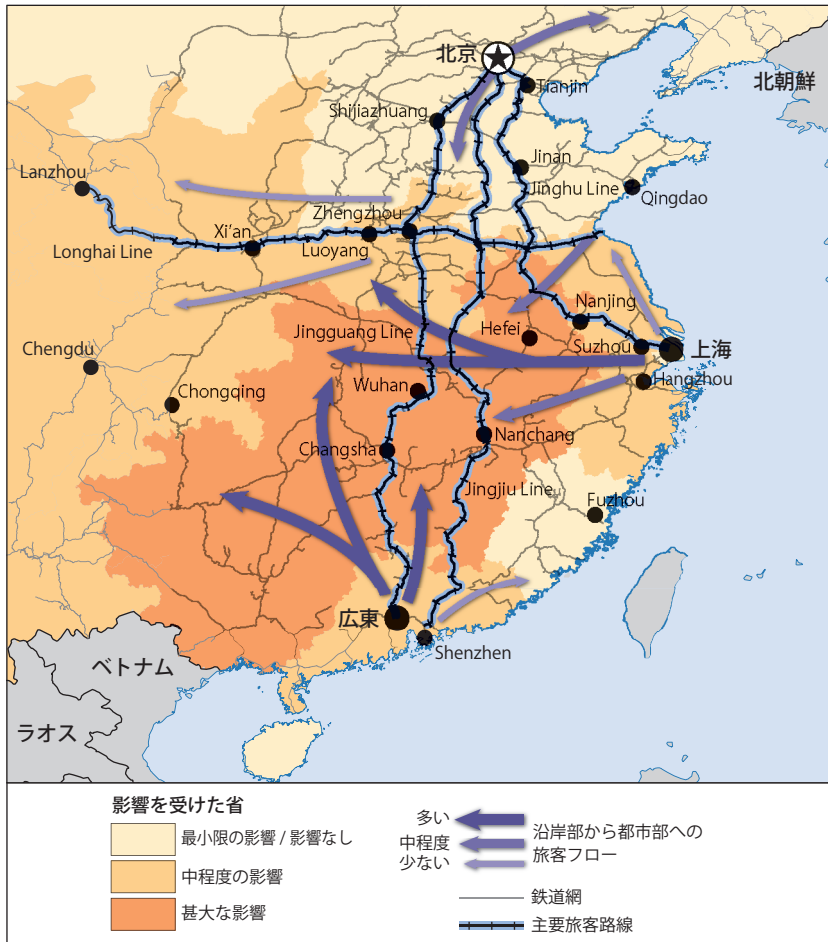 北京
北朝鮮
Tianjin
Shijiazhuang
Jinan
Lanzhou
Jinghu Line
Qingdao
Zhengzhou
Xi'an
Longhai Line
Luoyang
Nanjing
Jingguang Line
Hefei
Chengdu
Suzhou
上海
Hangzhou
Chongqing
Wuhan
Changsha
Nanchang
Jingjiu Line
Fuzhou
広東
Shenzhen
ベトナム
ラオス
影響を受けた省
最小限の影響 / 影響なし
中程度の影響
甚大な影響
多い
中程度
少ない
沿岸部から都市部への
旅客フロー
鉄道網
主要旅客路線